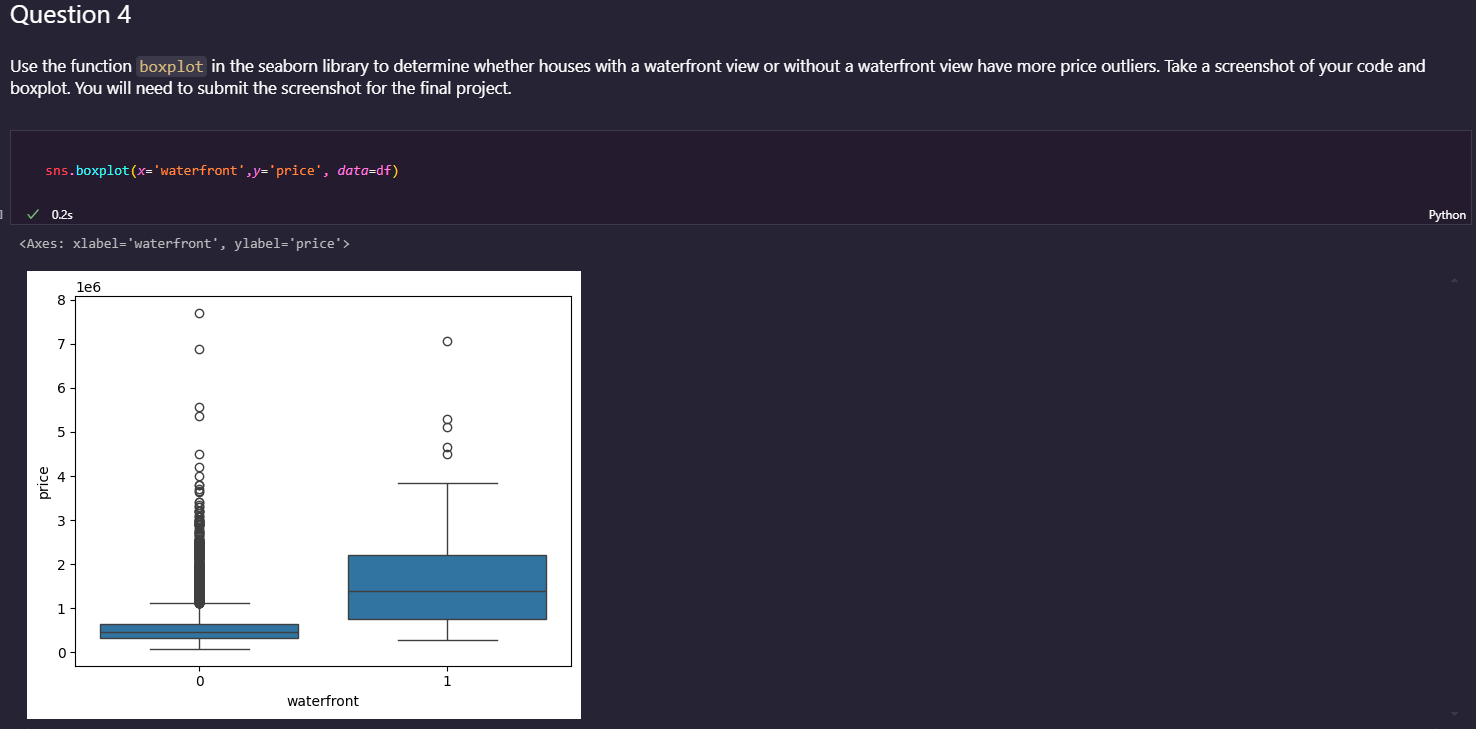 Question 4
Use the function boxplot in the seaborn library to determine whether houses with a waterfront view or without a waterfront view have more price outliers. Take a screenshot of your code and
boxplot. You will need to submit the screenshot for the final project.
sns.boxplot(x='waterfront',y='price', data=df)
0.2s
Python
<Axes: xlabel='waterfront', ylabel='price'>
1e6
8
7
6
5
4
3
2
1
0
price
0 1
waterfront